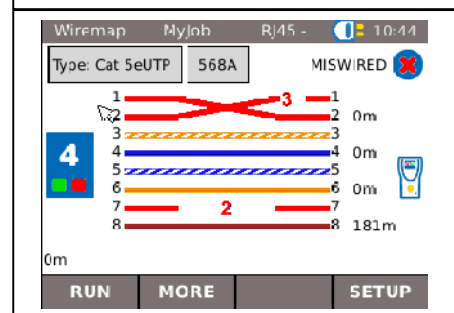 Wiremap MyJob RJ45 - 10:44
Type: Cat 5eUTP 568A MISWIRED
1 3 1
2 2 0m
3 3
4 4 4 0m
5 5
6 6 0m
7 2 7
8 8 181m
0m
RUN MORE SETUP